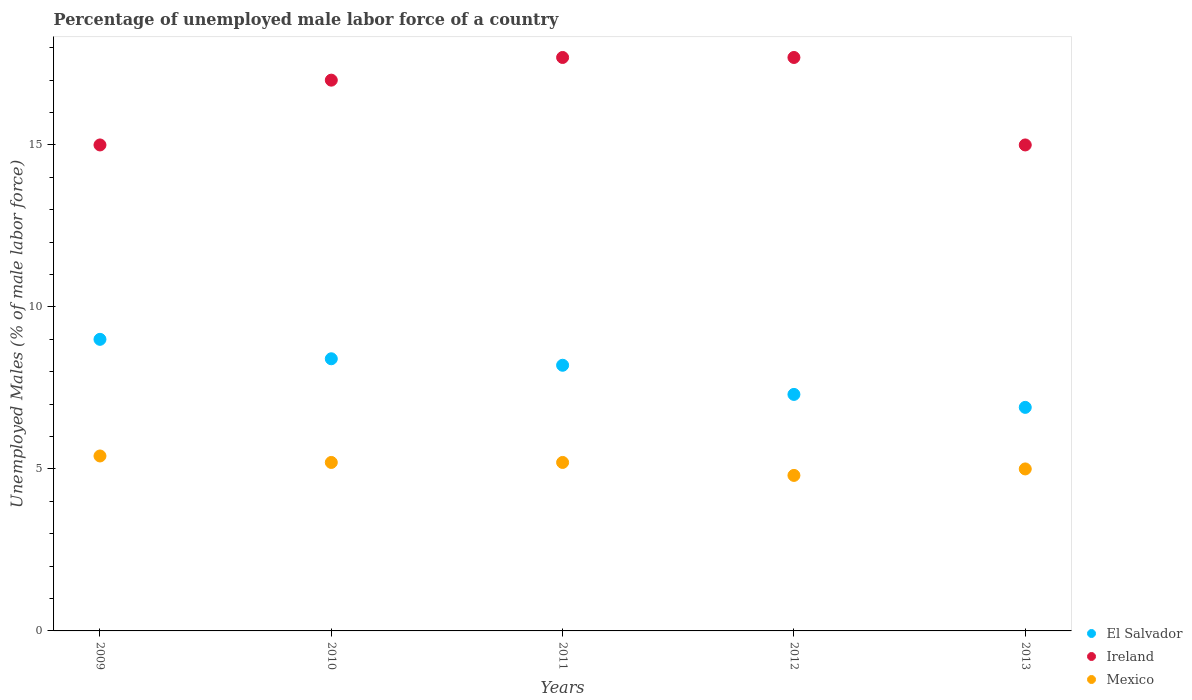 Percentage of unemployed male labor force of a country
Unemployed Males (% of male labor force)
15
10
5
0
2009
2010
2011
2012
2013
Years
El Salvador
Ireland
Mexico